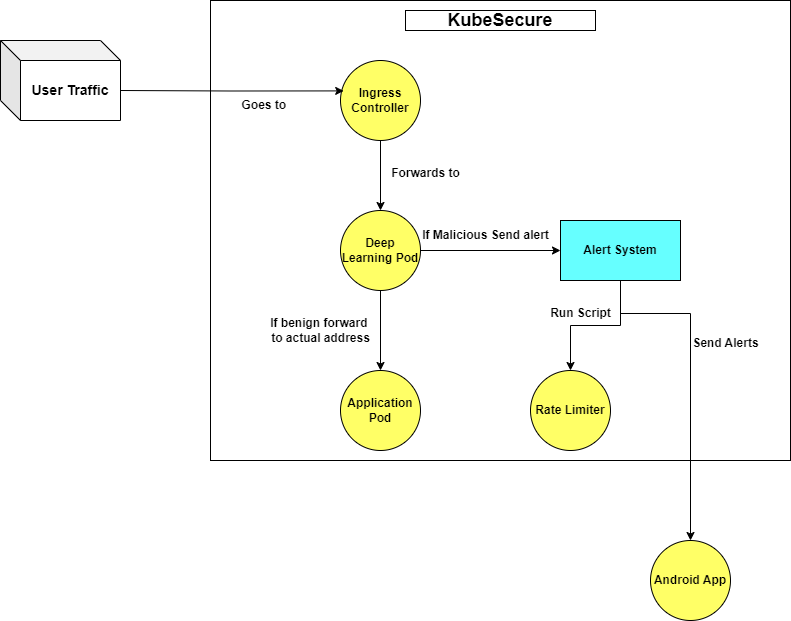 KubeSecure
User Traffic
Goes to
Ingress
Controller
Forwards to
Deep
Learning Pod
If Malicious Send alert
Alert System
If benign forward
to actual address
Run Script
Send Alerts
Application
Pod
Rate Limiter
Android App